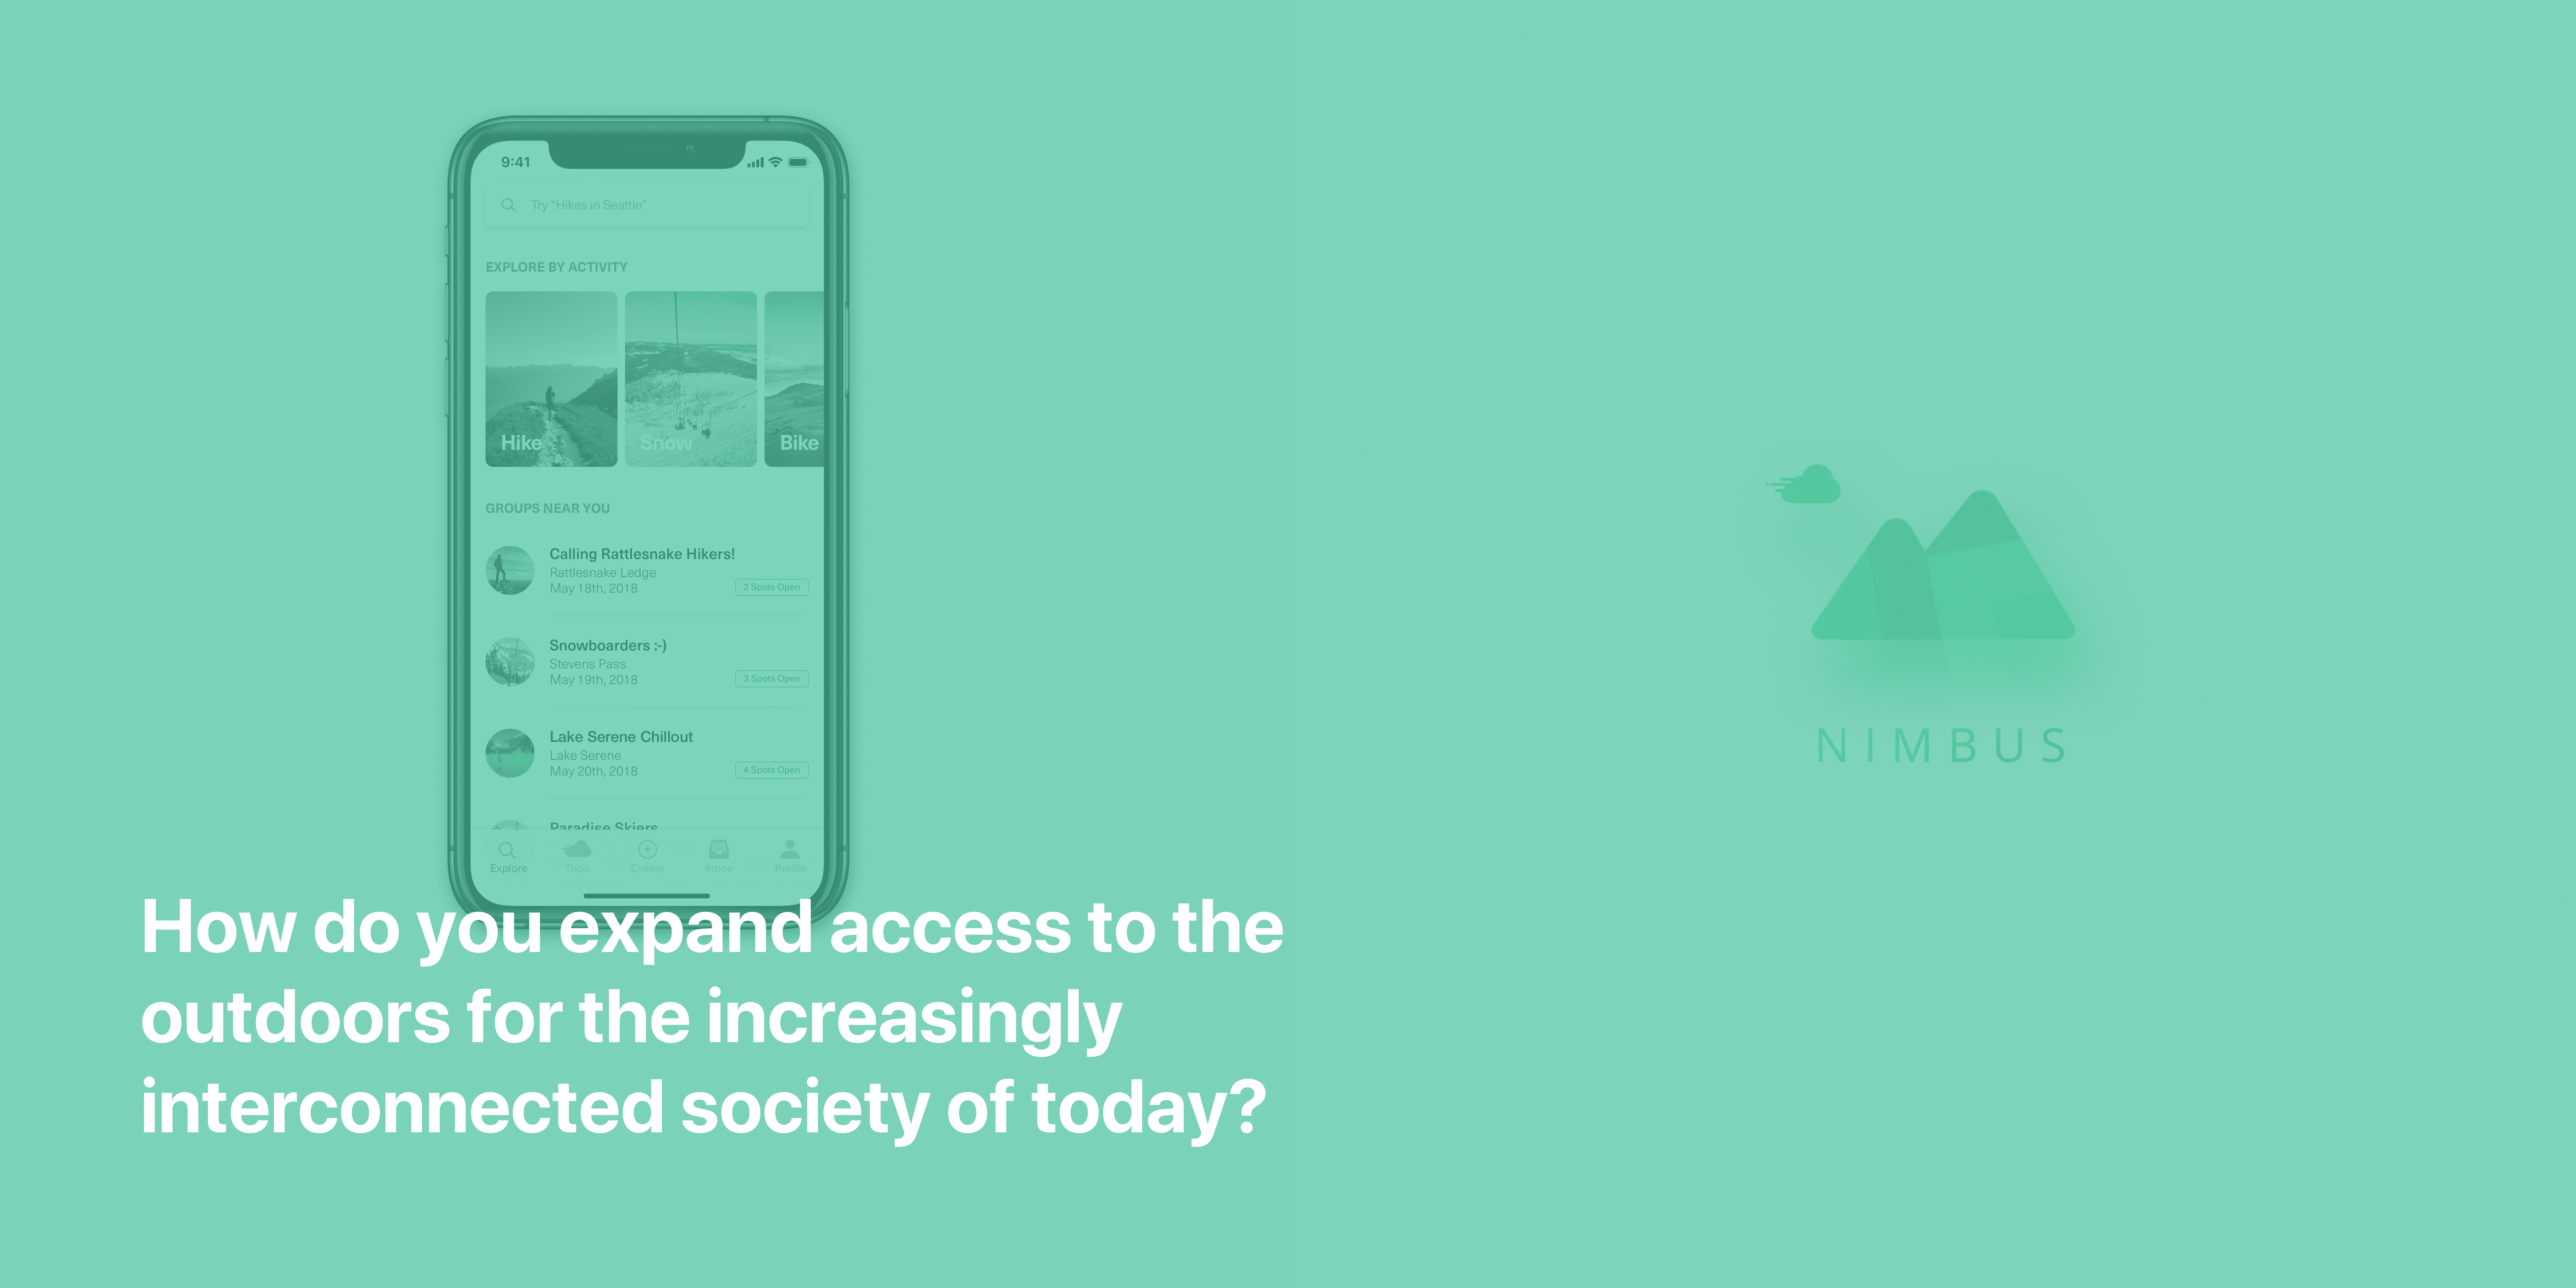 9:41
Try “Hikes in Seattle”
EXPLORE BY ACTIVITY
Hike
Snow
Bike
GROUPS NEAR YOU
Calling Rattlesnake Hikers!
Rattlesnake Ledge
May 18th, 2018
2 Spots Open
Snowboarders :-)
Stevens Pass
May 19th, 2018
3 Spots Open
Lake Serene Chillout
Lake Serene
May 20th, 2018
4 Spots Open
Paradise Skiers
Explore
Trips
Create
Inbox
Profile
How do you expand access to the
outdoors for the increasingly
interconnected society of today?
NIMBUS